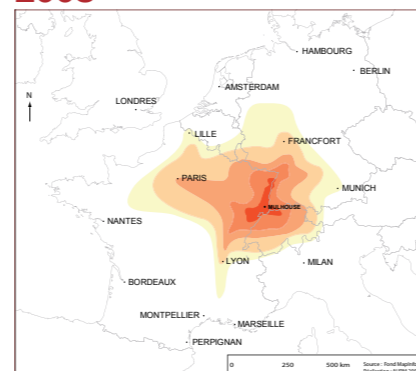 HAMBOURG
BERLIN
AMSTERDAM
N
LONDRES
LILLE
FRANCFORT
PARIS
MUNICH
MULHOUSE
NANTES
LYON
MILAN
BORDEAUX
MONTPELLIER
MARSEILLE
PERPIGNAN
0 250 500 km
Source : Fond Mapinfo